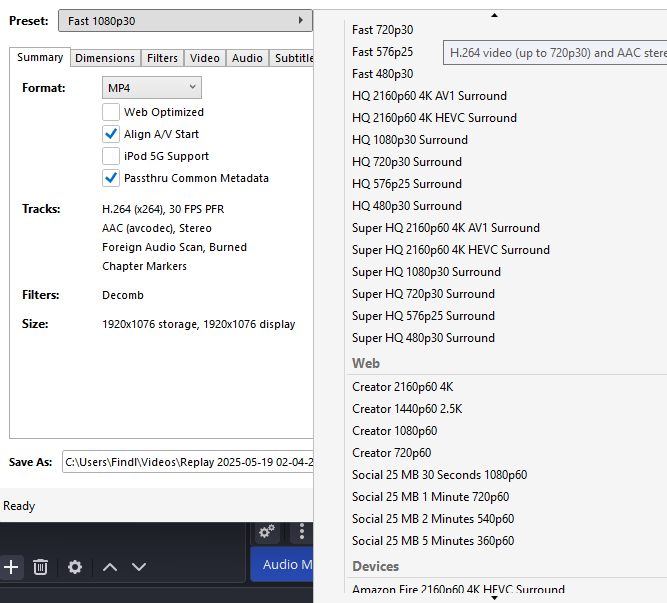 Preset: Fast 1080p30
Summary Dimensions Filters Video Audio Subtitle
Format: MP4
Web Optimized
Align A/V Start
iPod 5G Support
Passthru Common Metadata
Tracks: H.264 (x264), 30 FPS PFR
AAC (avcodec), Stereo
Foreign Audio Scan, Burned
Chapter Markers
Filters: Decomb
Size: 1920x1076 storage, 1920x1076 display
Save As: C:\Users\Findl\Videos\Replay 2025-05-19 02-04-2
Ready
Audio M
Fast 720p30
Fast 576p25
H.264 video (up to 720p30) and AAC stere
Fast 480p30
HQ 2160p60 4K AV1 Surround
HQ 2160p60 4K HEVC Surround
HQ 1080p30 Surround
HQ 720p30 Surround
HQ 576p25 Surround
HQ 480p30 Surround
Super HQ 2160p60 4K AV1 Surround
Super HQ 2160p60 4K HEVC Surround
Super HQ 1080p30 Surround
Super HQ 720p30 Surround
Super HQ 576p25 Surround
Super HQ 480p30 Surround
Web
Creator 2160p60 4K
Creator 1440p60 2.5K
Creator 1080p60
Creator 720p60
Social 25 MB 30 Seconds 1080p60
Social 25 MB 1 Minute 720p60
Social 25 MB 2 Minutes 540p60
Social 25 MB 5 Minutes 360p60
Devices
Amazon Fire 2160p60 4K HEVC Surround